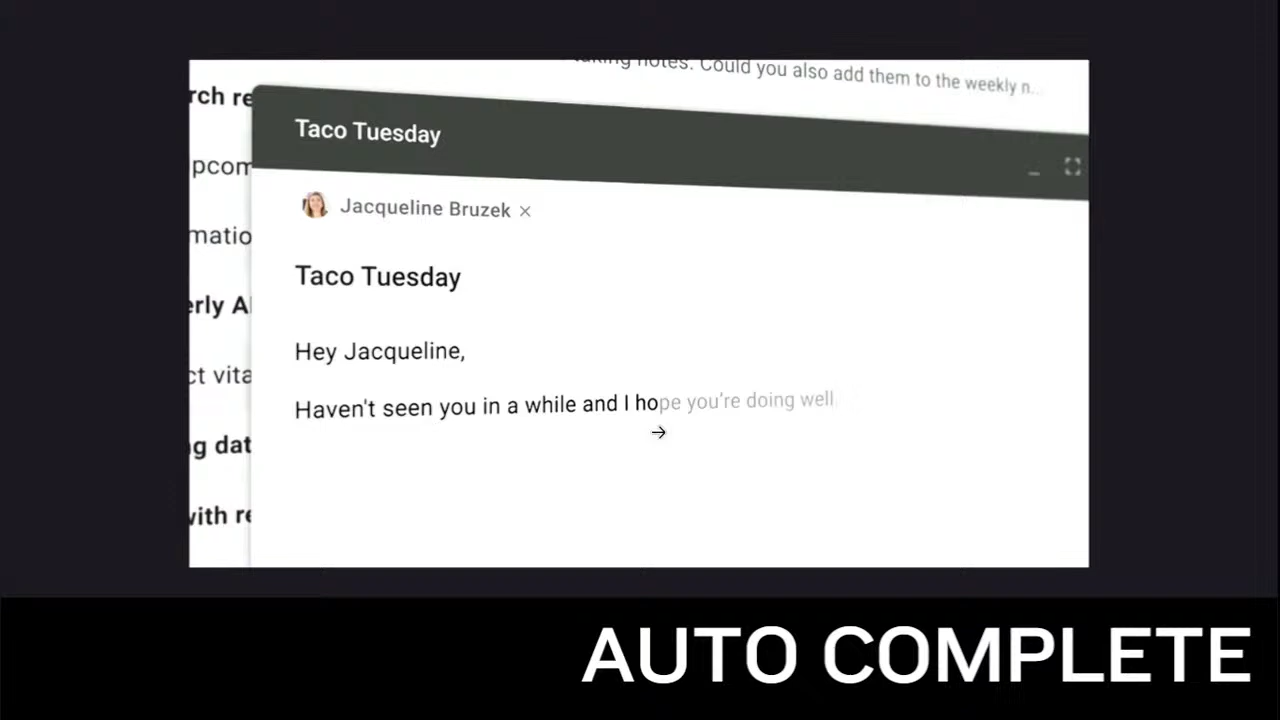 notes. Could you also add them to the weekly n...
Taco Tuesday
Jacqueline Bruzek ×
Taco Tuesday
Hey Jacqueline,
Haven't seen you in a while and I hope you're doing well
AUTO COMPLETE